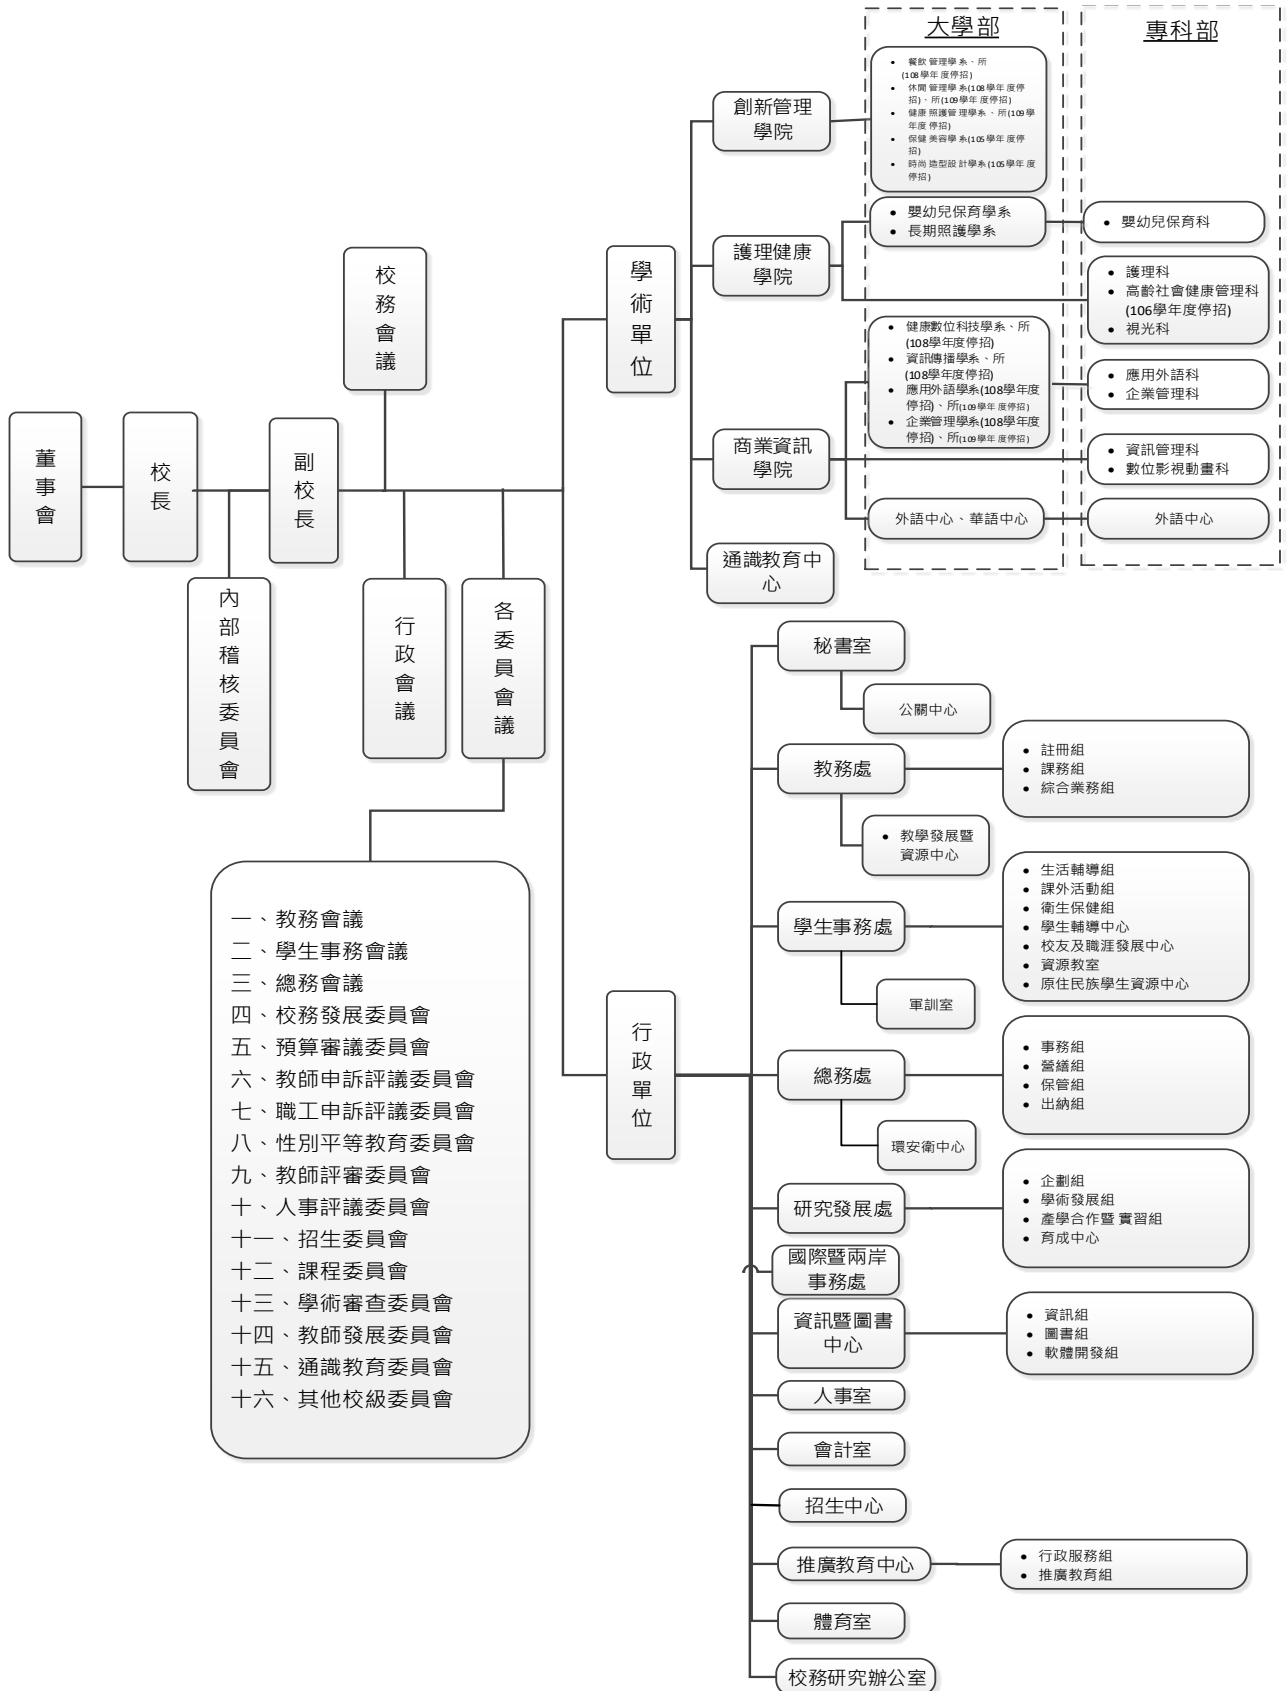 大學部
專科部
創新管理
學院
• 餐飲管理學系、所
(108學年度停招)
• 休閒管理學系(108學年度停
招)、所(109學年度停招)
• 健康照護管理學系、所(109學
年度停招)
• 保健美容學系(105學年度停
招)
• 時尚造型設計學系(105學年度
停招)
護理健康
學院
• 嬰幼兒保育學系
• 長期照護學系
• 嬰幼兒保育科
• 護理科
• 高齡社會健康管理科
(106學年度停招)
• 視光科
商業資訊
學院
• 健康數位科技學系、所
(108學年度停招)
• 資訊傳播學系、所
(108學年度停招)
• 應用外語學系(108學年度
停招)、所(109學年度停招)
• 企業管理學系(108學年度
停招)、所(109學年度停招)
• 應用外語科
• 企業管理科
• 資訊管理科
• 數位影視動畫科
外語中心、華語中心
外語中心
通識教育中
心
學術單位
校務會議
董事會
校長
副校長
內部稽核委員會
行政會議
各委員會議
一、教務會議
二、學生事務會議
三、總務會議
四、校務發展委員會
五、預算審議委員會
六、教師申訴評議委員會
七、職工申訴評議委員會
八、性別平等教育委員會
九、教師評審委員會
十、人事評議委員會
十一、招生委員會
十二、課程委員會
十三、學術審查委員會
十四、教師發展委員會
十五、通識教育委員會
十六、其他校級委員會
行政單位
秘書室
公關中心
教務處
• 註冊組
• 課務組
• 綜合業務組
• 教學發展暨
資源中心
學生事務處
• 生活輔導組
• 課外活動組
• 衛生保健組
• 學生輔導中心
• 校友及職涯發展中心
• 資源教室
• 原住民族學生資源中心
軍訓室
總務處
• 事務組
• 營繕組
• 保管組
• 出納組
環安衛中心
研究發展處
• 企劃組
• 學術發展組
• 產學合作暨實習組
• 育成中心
國際暨兩岸
事務處
資訊暨圖書
中心
• 資訊組
• 圖書組
• 軟體開發組
人事室
會計室
招生中心
推廣教育中心
• 行政服務組
• 推廣教育組
體育室
校務研究辦公室